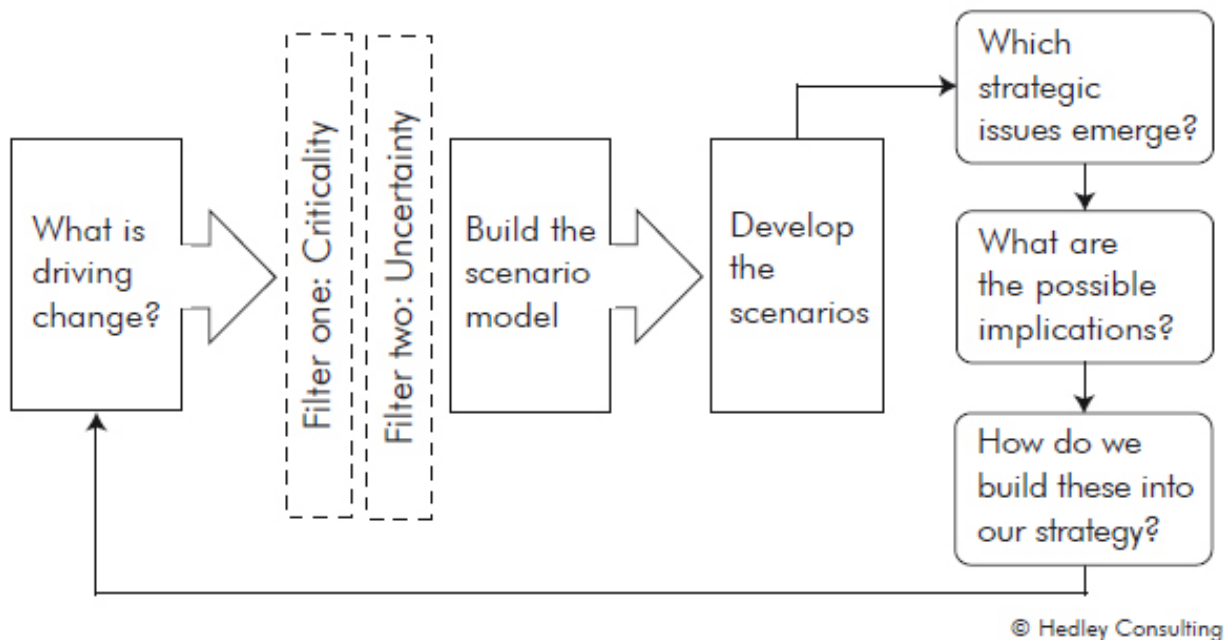 What is
driving
change?
Filter one: Criticality
Filter two: Uncertainty
Build the
scenario
model
Develop
the
scenarios
Which
strategic
issues emerge?
What are
the possible
implications?
How do we
build these into
our strategy?
© Hedley Consulting